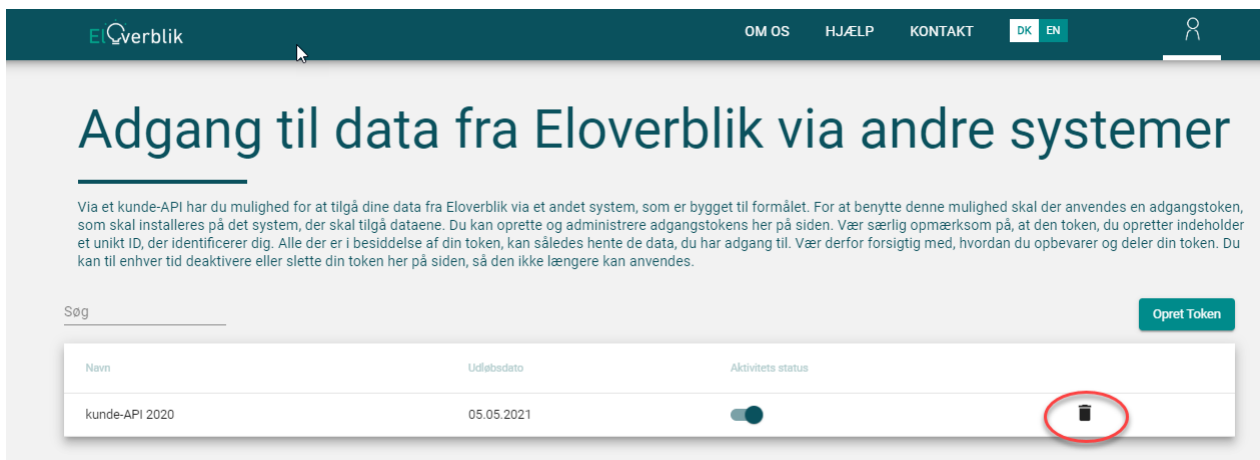 ElOverblik
OM OS HJÆLP KONTAKT DK EN
Adgang til data fra Eloverblik via andre systemer
Via et kunde-API har du mulighed for at tilgå dine data fra Eloverblik via et andet system, som er bygget til formålet. For at benytte denne mulighed skal der anvendes en adgangstoken,
som skal installeres på det system, der skal tilgå dataene. Du kan oprette og administrere adgangstokens her på siden. Vær særlig opmærksom på, at den token, du opretter indeholder
et unikt ID, der identificerer dig. Alle der er i besiddelse af din token, kan således hente de data, du har adgang til. Vær derfor forsigtig med, hvordan du opbevarer og deler din token. Du
kan til enhver tid deaktivere eller slette din token her på siden, så den ikke længere kan anvendes.
Søg
Opret Token
Navn Udløbsdato Aktivitets status
kunde-API 2020 05.05.2021